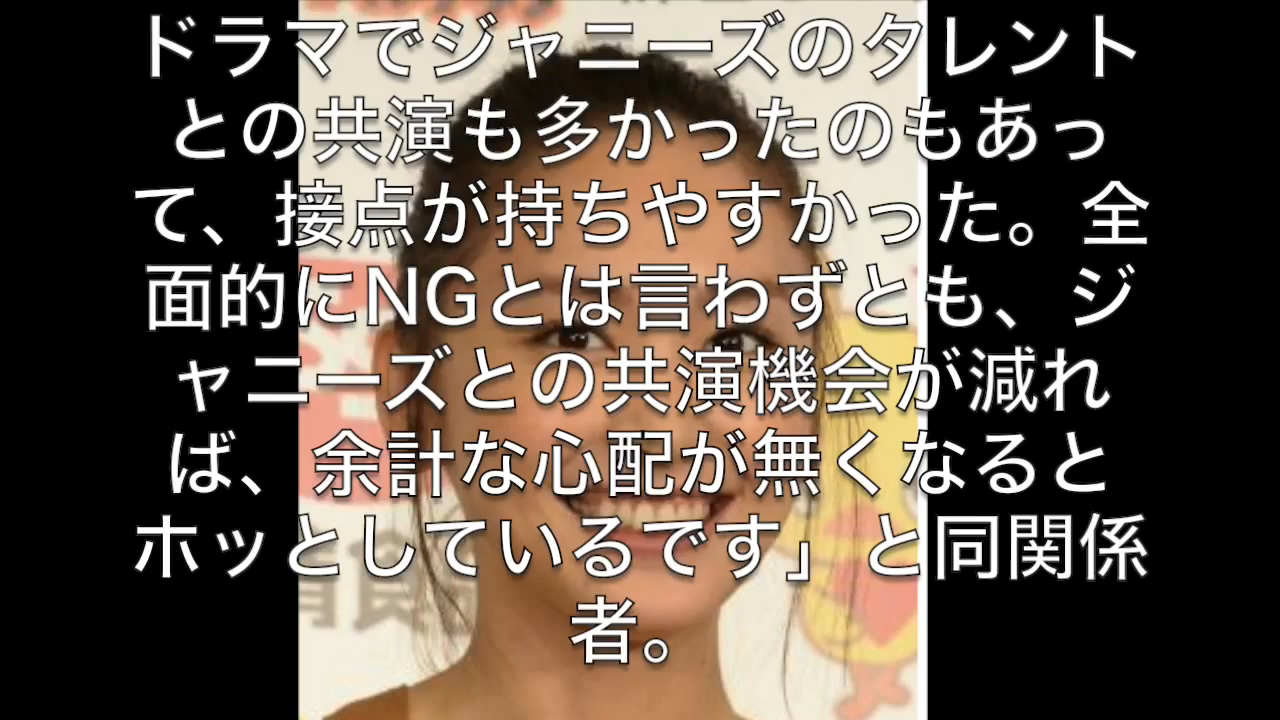 ドラマでジャニーズのタレント
との共演も多かったのもあっ
て、接点が持ちやすかった。全
面的にNGとは言わずとも、ジ
ャニーズとの共演機会が減れ
ば、余計な心配が無くなると
ホッとしているです」と同関係
者。